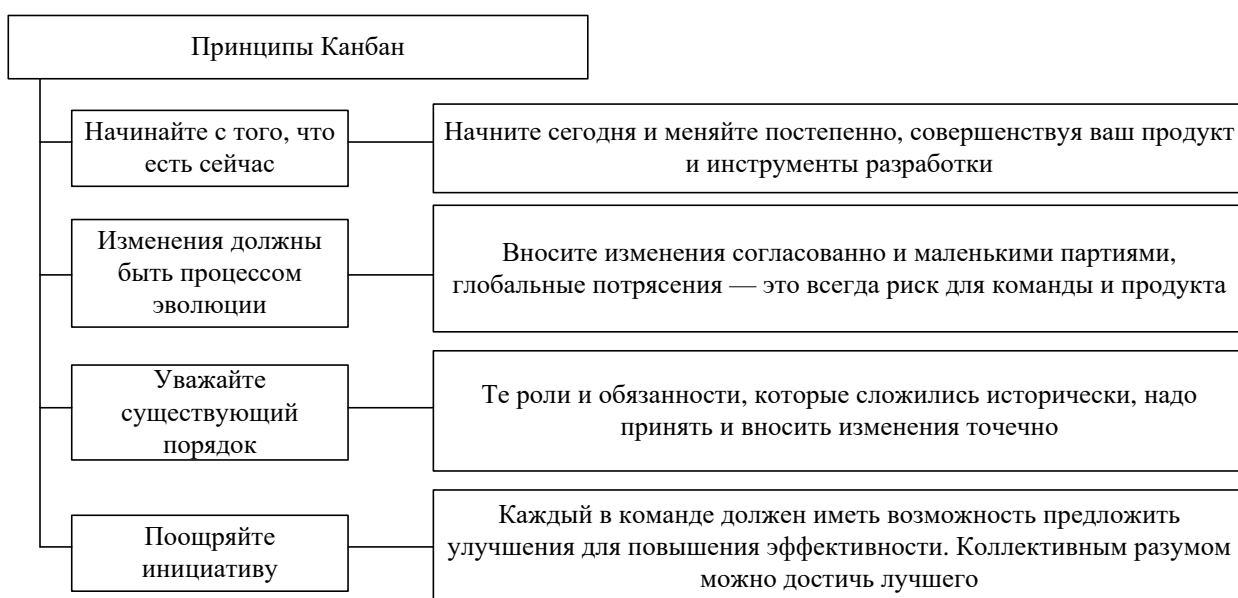 Принципы Канбан
Начинайте с того, что
есть сейчас
Начните сегодня и меняйте постепенно, совершенствуя ваш продукт
и инструменты разработки
Изменения должны
быть процессом
эволюции
Вносите изменения согласованно и маленькими партиями,
глобальные потрясения — это всегда риск для команды и продукта
Уважайте
существующий
порядок
Те роли и обязанности, которые сложились исторически, надо
принять и вносить изменения точечно
Поощряйте
инициативу
Каждый в команде должен иметь возможность предложить
улучшения для повышения эффективности. Коллективным разумом
можно достичь лучшего